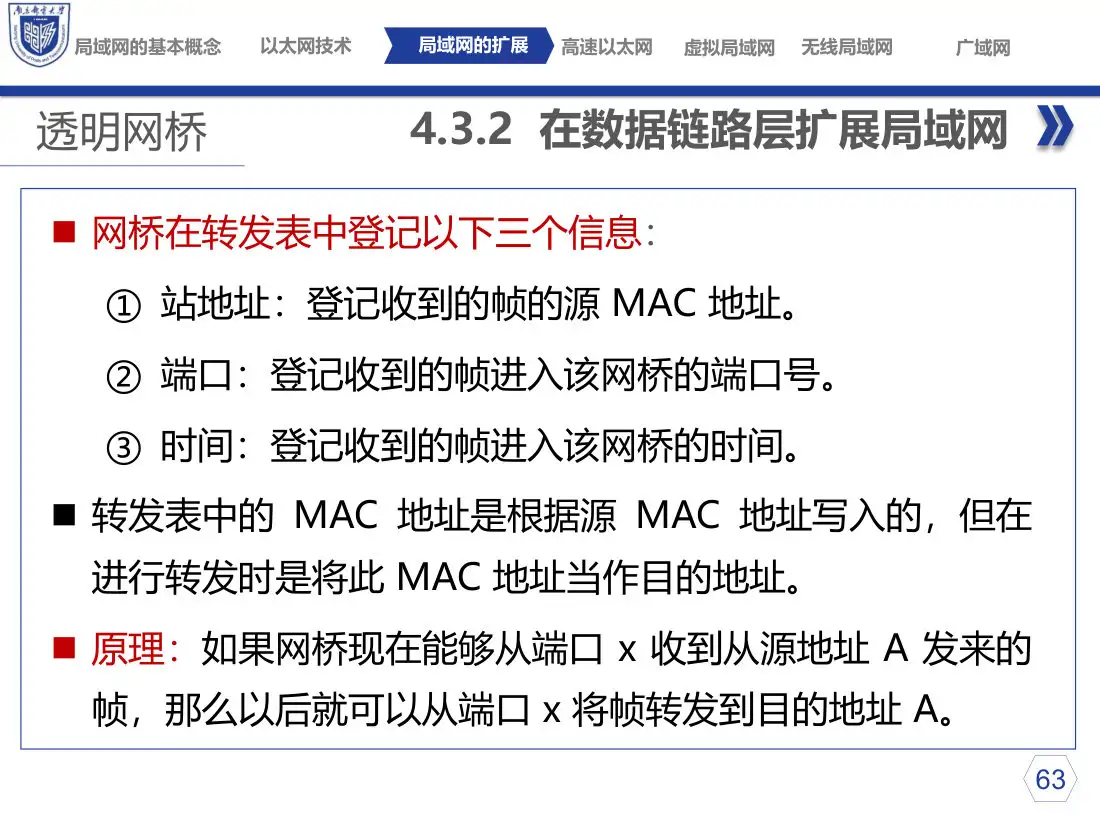 南京邮电大学
局域网的基本概念 以太网技术 局域网的扩展 高速以太网 虚拟局域网 无线局域网 广域网
透明网桥 4.3.2 在数据链路层扩展局域网
■ 网桥在转发表中登记以下三个信息：
① 站地址：登记收到的帧的源 MAC 地址。
② 端口：登记收到的帧进入该网桥的端口号。
③ 时间：登记收到的帧进入该网桥的时间。
■ 转发表中的 MAC 地址是根据源 MAC 地址写入的，但在
进行转发时是将此 MAC 地址当作目的地址。
■ 原理：如果网桥现在能够从端口 x 收到从源地址 A 发来的
帧，那么以后就可以从端口 x 将帧转发到目的地址 A。
63